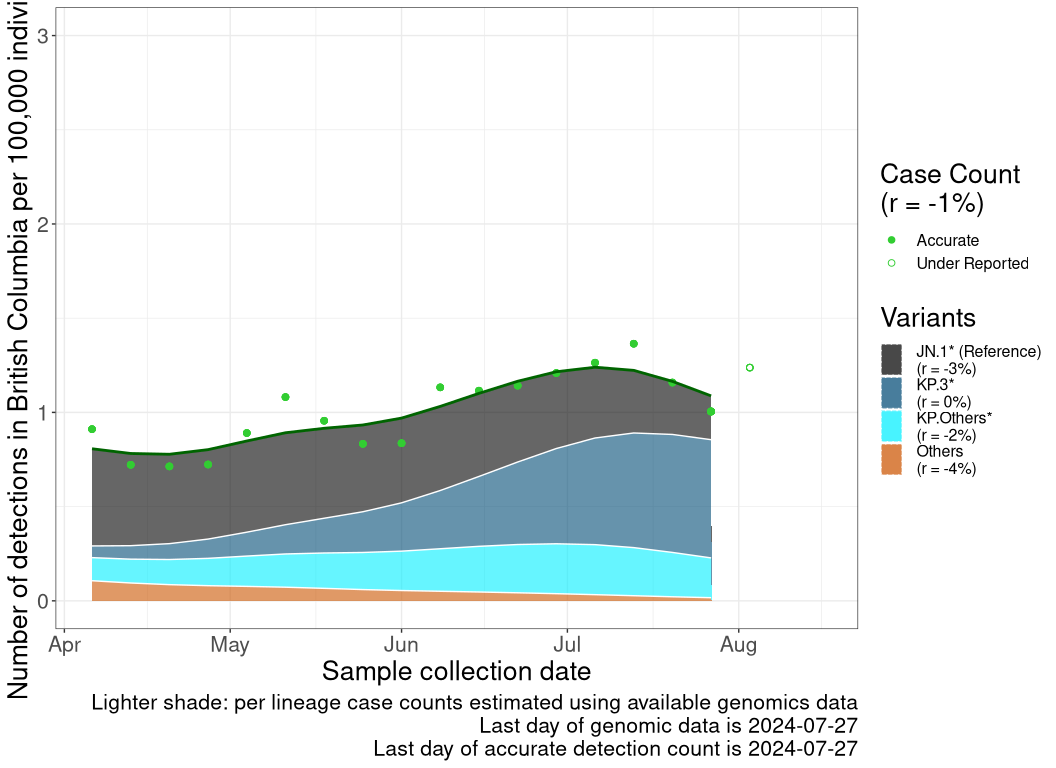 Number of detections in British Columbia per 100,000
3
2
1
0
Apr
May
Jun
Jul
Aug
Sample collection date
Lighter shade: per lineage case counts estimated using available genomics data
Last day of genomic data is 2024-07-27
Last day of accurate detection count is 2024-07-27
Case Count
(r = -1%)
Accurate
Under Reported
Variants
JN.1* (Reference)
(r = -3%)
KP.3*
(r = 0%)
KP.Others*
(r = -2%)
Others
(r = -4%)